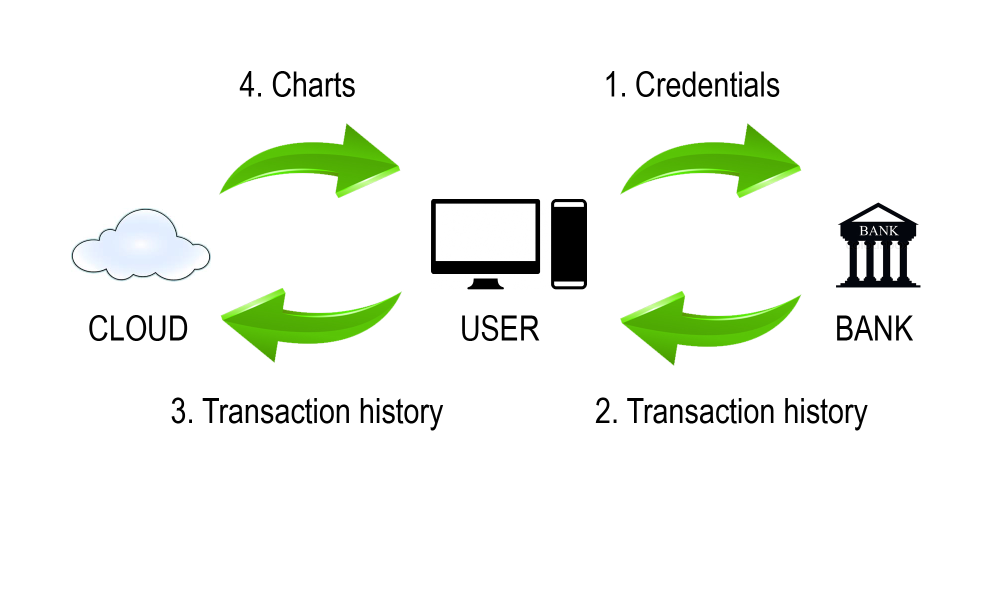 4. Charts
1. Credentials
BANK
CLOUD
USER
BANK
3. Transaction history
2. Transaction history